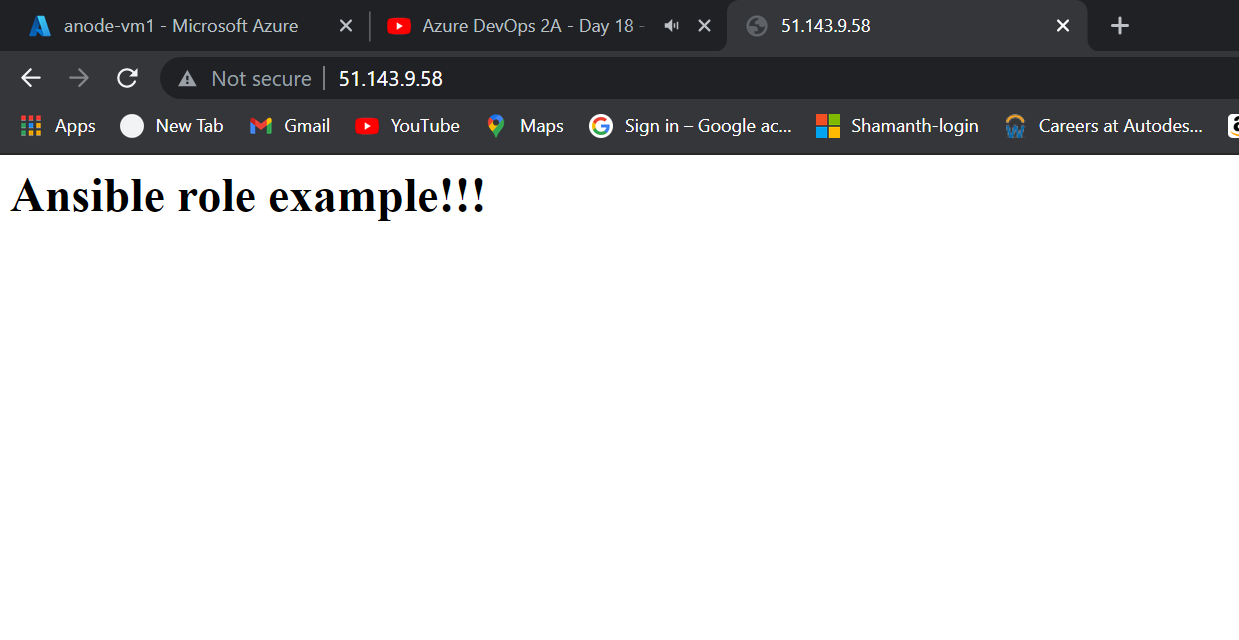 anode-vm1 - Microsoft Azure
Azure DevOps 2A - Day 18 -
51.143.9.58
Not secure
51.143.9.58
Apps
New Tab
Gmail
YouTube
Maps
Sign in – Google ac...
Shamanth-login
Careers at Autodes...
Ansible role example!!!